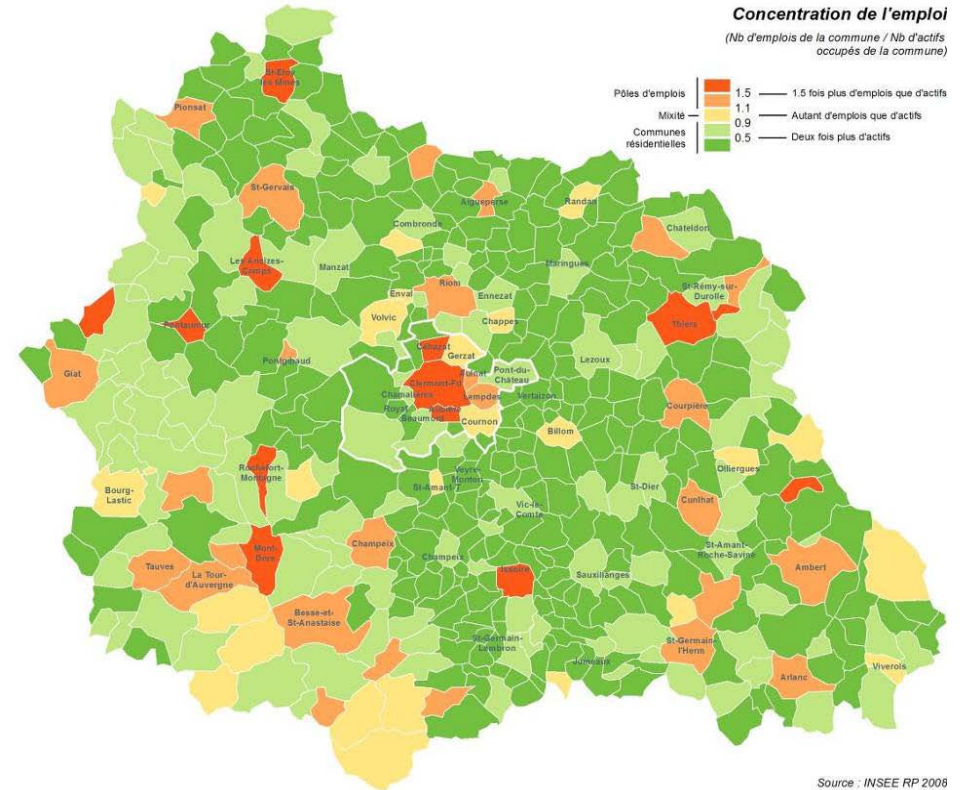 Concentration de l'emploi
(Nb d'emplois de la commune / Nb d'actifs
occupés de la commune)
Pôles d'emplois
1.5
1.5 fois plus d'emplois que d'actifs
1.1
Mixité
Autant d'emplois que d'actifs
0.9
Communes
résidentielles
0.5
Deux fois plus d'actifs
St-Eloy
les Mines
Pionsat
St-Gervais
Aigueperse
Randan
Combronde
Châteldon
Les Ancizes-
Comps
Manzat
Maringues
Riom
St-Rémy-sur-
Durolle
Enval
Ennezat
Volvic
Chappes
Pontaumur
Thiers
Cébazat
Gerzat
Pontgibaud
Lezoux
Giat
Aulnat
Pont-du-
Château
Clermont-Fd
Chamalières
Lempdes
Vertaizon
Courpière
Royat
Aubière
Beaumont
Cournon
Billom
Rochefort-
Montagne
Veyre-
Monton
Olliergues
St-Amant-T
St-Dier
Bourg-
Lastic
Cunlhat
Vic-le-
Comte
Champeix
St-Amant-
Roche-Savine
Mont-
Dore
Champeix
Tauves
Issoire
Sauxillanges
Ambert
La Tour-
d'Auvergne
Besse-et-
St-Anastaise
St-Germain-
Lembron
St-Germain-
l'Herm
Jumeaux
Viverois
Arlanc
Source : INSEE RP 2008